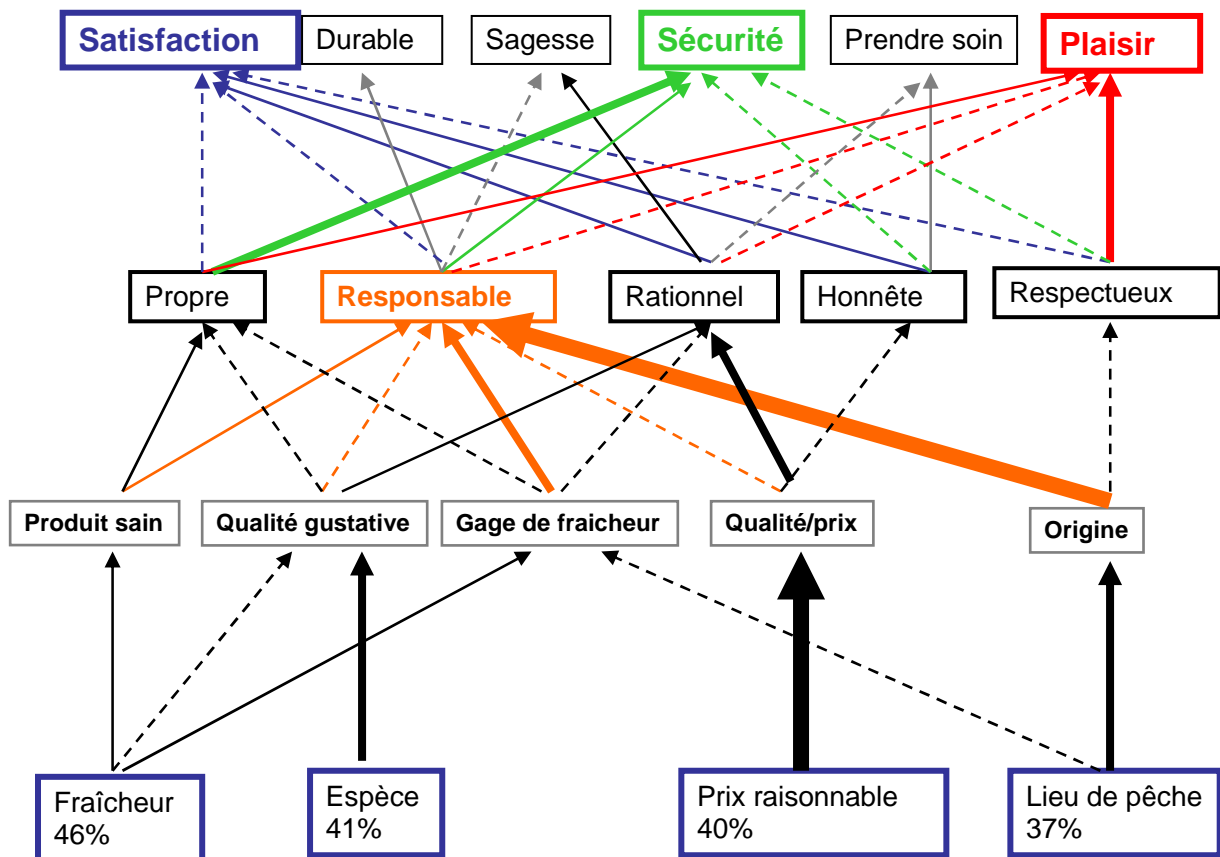 Satisfaction
Durable
Sagesse
Sécurité
Prendre soin
Plaisir
Propre
Responsable
Rationnel
Honnête
Respectueux
Produit sain
Qualité gustative
Gage de fraicheur
Qualité/prix
Origine
Fraîcheur
46%
Espèce
41%
Prix raisonnable
40%
Lieu de pêche
37%